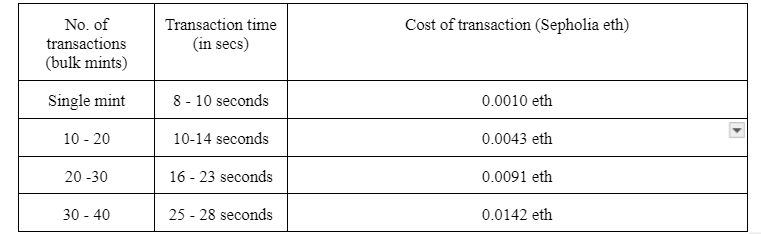 No. of
transactions
(bulk mints)
Transaction time
(in secs)
Cost of transaction (Sepholia eth)
Single mint
8 - 10 seconds
0.0010 eth
10 - 20
10-14 seconds
0.0043 eth
20 -30
16 - 23 seconds
0.0091 eth
30 - 40
25 - 28 seconds
0.0142 eth